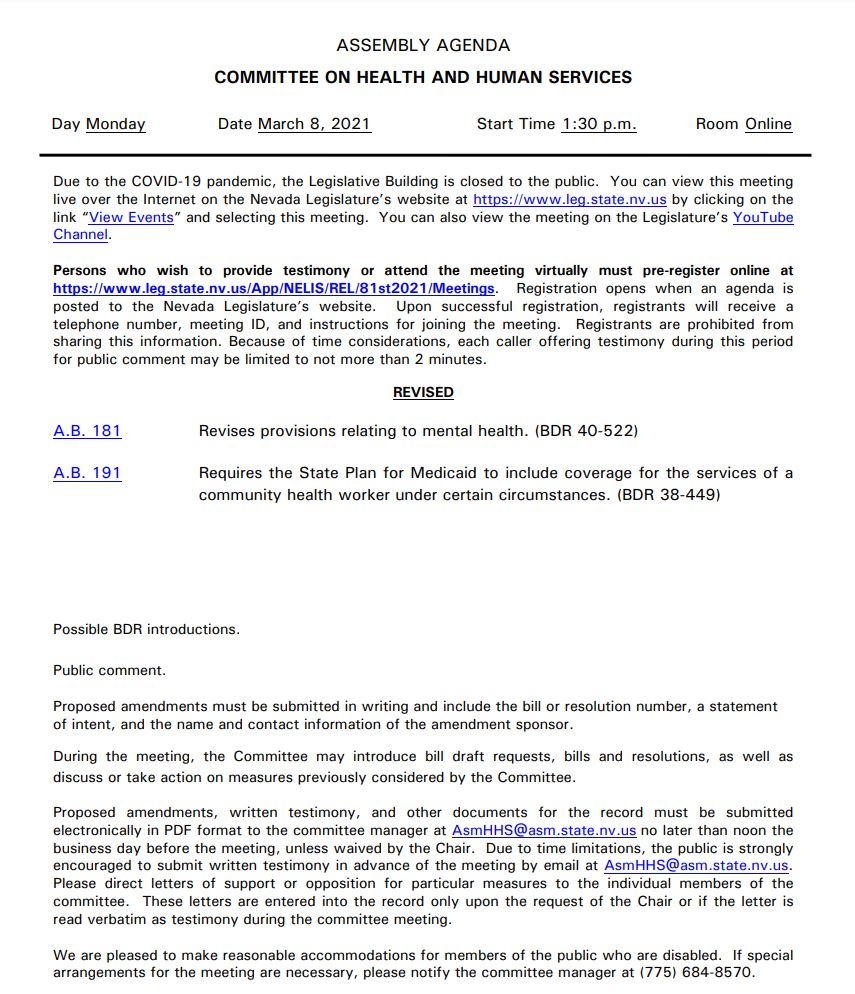 ASSEMBLY AGENDA
COMMITTEE ON HEALTH AND HUMAN SERVICES
Day Monday Date March 8, 2021 Start Time 1:30 p.m. Room Online
Due to the COVID-19 pandemic, the Legislative Building is closed to the public. You can view this meeting
live over the Internet on the Nevada Legislature's website at https://www.leg.state.nv.us by clicking on the
link “View Events” and selecting this meeting. You can also view the meeting on the Legislature's YouTube
Channel.
Persons who wish to provide testimony or attend the meeting virtually must pre-register online at
https://www.leg.state.nv.us/App/NELIS/REL/81st2021/Meetings. Registration opens when an agenda is
posted to the Nevada Legislature's website. Upon successful registration, registrants will receive a
telephone number, meeting ID, and instructions for joining the meeting. Registrants are prohibited from
sharing this information. Because of time considerations, each caller offering testimony during this period
for public comment may be limited to not more than 2 minutes.
REVISED
A.B. 181 Revises provisions relating to mental health. (BDR 40-522)
A.B. 191 Requires the State Plan for Medicaid to include coverage for the services of a
community health worker under certain circumstances. (BDR 38-449)
Possible BDR introductions.
Public comment.
Proposed amendments must be submitted in writing and include the bill or resolution number, a statement
of intent, and the name and contact information of the amendment sponsor.
During the meeting, the Committee may introduce bill draft requests, bills and resolutions, as well as
discuss or take action on measures previously considered by the Committee.
Proposed amendments, written testimony, and other documents for the record must be submitted
electronically in PDF format to the committee manager at AsmHHS@asm.state.nv.us no later than noon the
business day before the meeting, unless waived by the Chair. Due to time limitations, the public is strongly
encouraged to submit written testimony in advance of the meeting by email at AsmHHS@asm.state.nv.us.
Please direct letters of support or opposition for particular measures to the individual members of the
committee. These letters are entered into the record only upon the request of the Chair or if the letter is
read verbatim as testimony during the committee meeting.
We are pleased to make reasonable accommodations for members of the public who are disabled. If special
arrangements for the meeting are necessary, please notify the committee manager at (775) 684-8570.